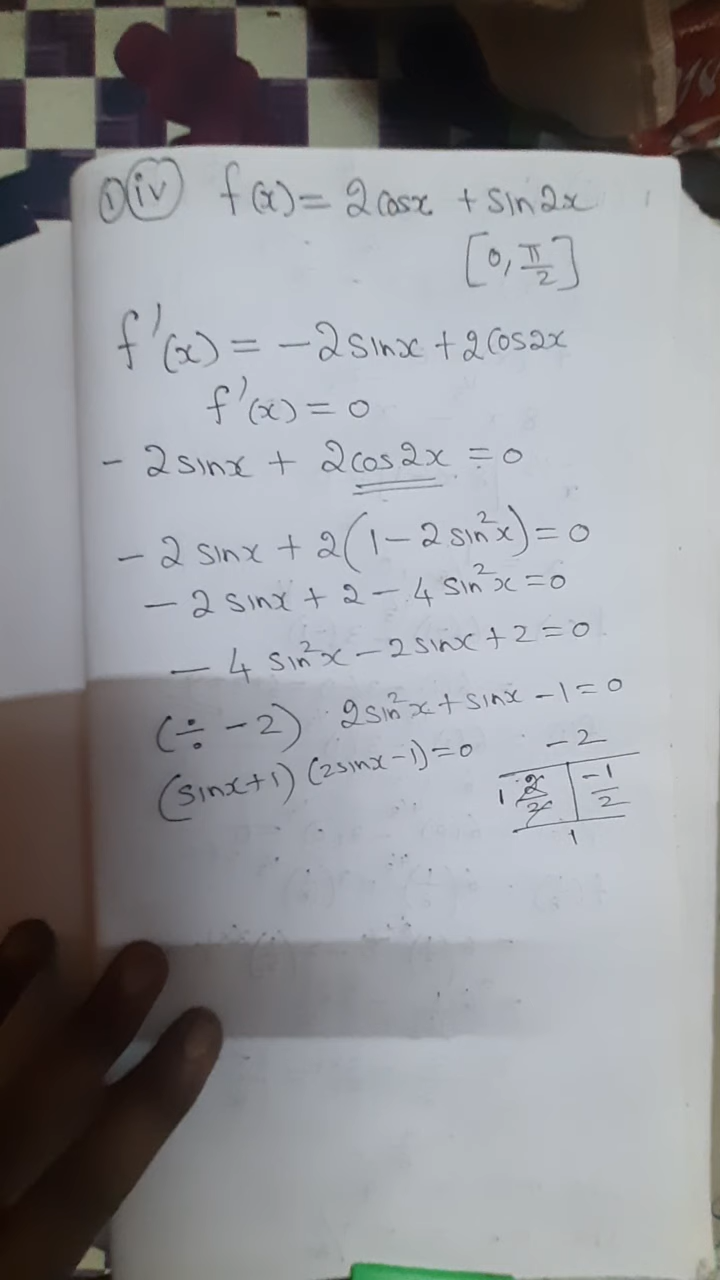 1) iv) f(x) = 2cosx + sin2x
[0, π/2]
f'(x) = -2sinx + 2cos2x
f'(x) = 0
- 2sinx + 2cos2x = 0
- 2sinx + 2(1 - 2sin²x) = 0
- 2sinx + 2 - 4sin²x = 0
- 4sin²x - 2sinx + 2 = 0
(÷ -2) 2sin²x + sinx - 1 = 0
(sinx+1) (2sinx-1) = 0
-2
1 2/2 | -1/2
1